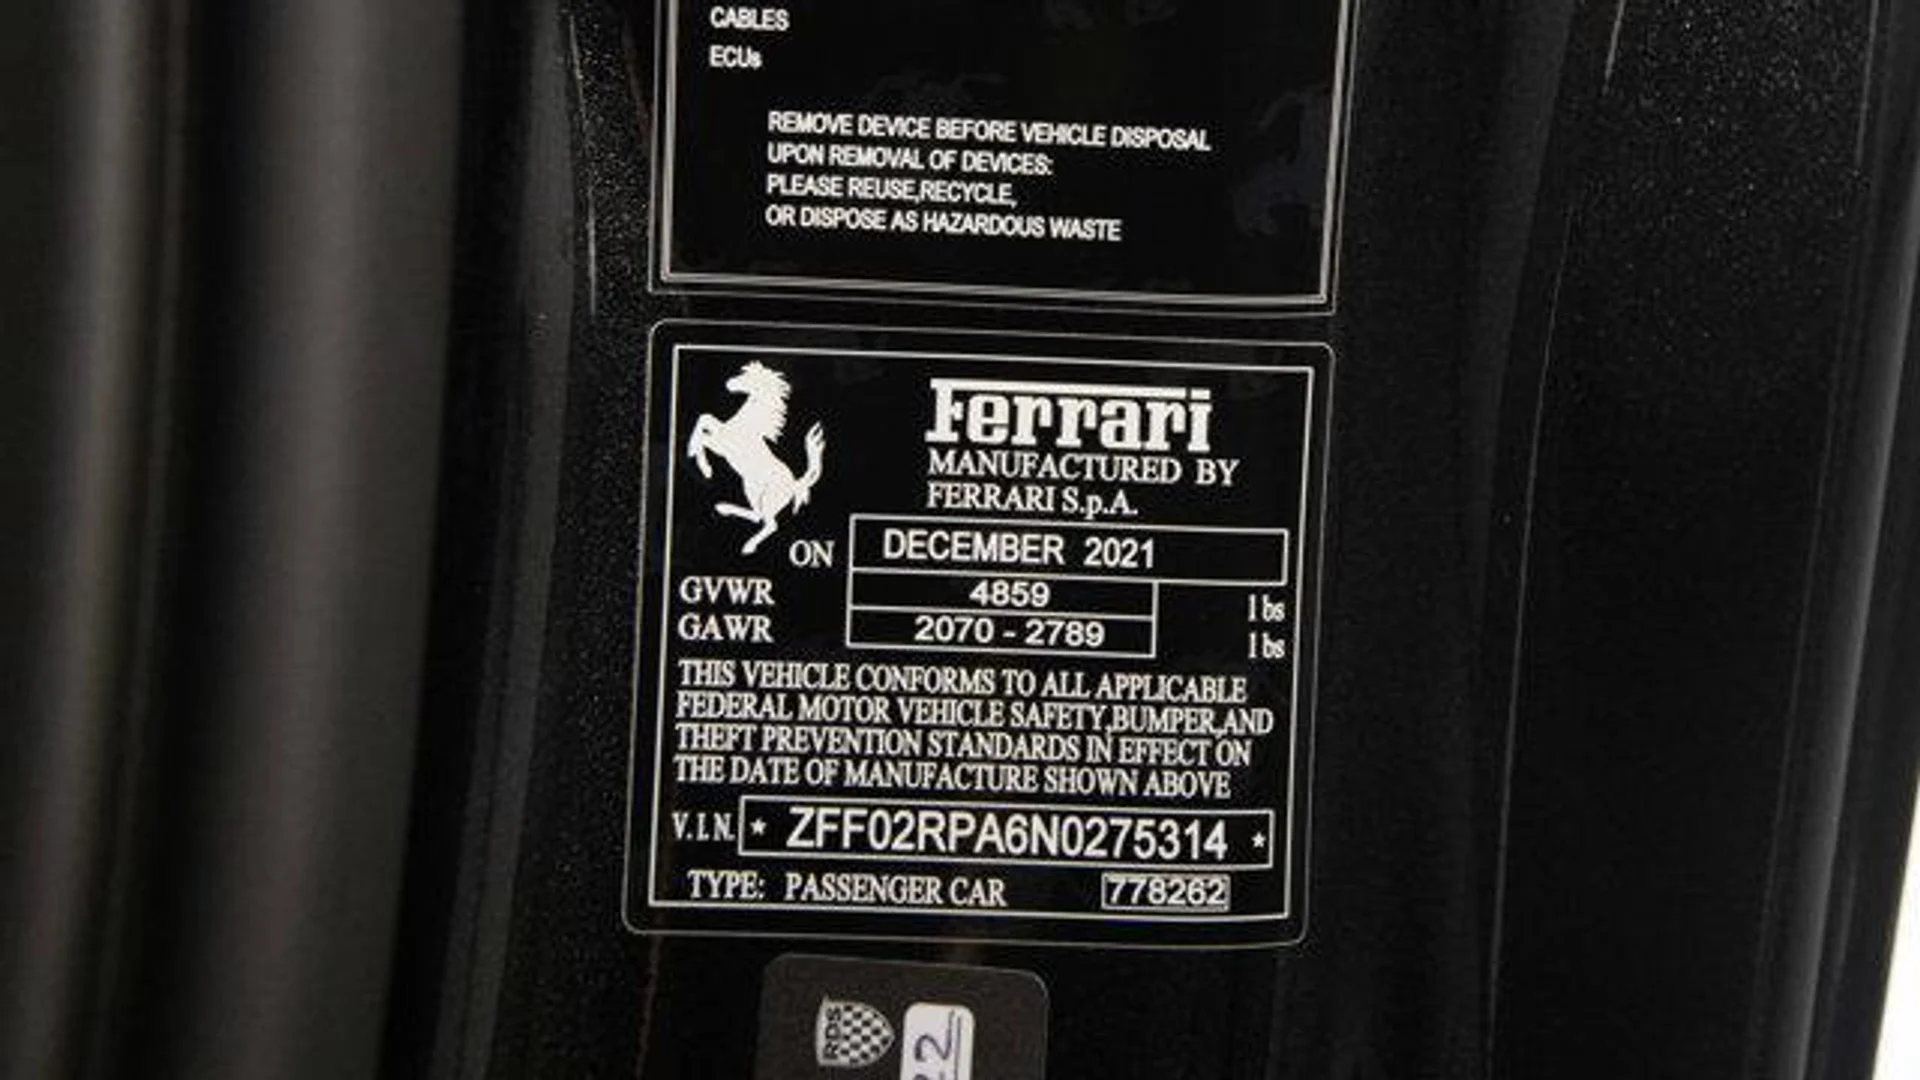 CABLES
ECUs
REMOVE DEVICE BEFORE VEHICLE DISPOSAL
UPON REMOVAL OF DEVICES:
PLEASE REUSE,RECYCLE,
OR DISPOSE AS HAZARDOUS WASTE
Ferrari
MANUFACTURED BY
FERRARI S.p.A.
ON DECEMBER 2021
GVWR 4859 lbs
GAWR 2070 - 2789 lbs
THIS VEHICLE CONFORMS TO ALL APPLICABLE
FEDERAL MOTOR VEHICLE SAFETY,BUMPER,AND
THEFT PREVENTION STANDARDS IN EFFECT ON
THE DATE OF MANUFACTURE SHOWN ABOVE
V.I.N. * ZFF02RPA6N0275314 *
TYPE: PASSENGER CAR 778262
RDS
22